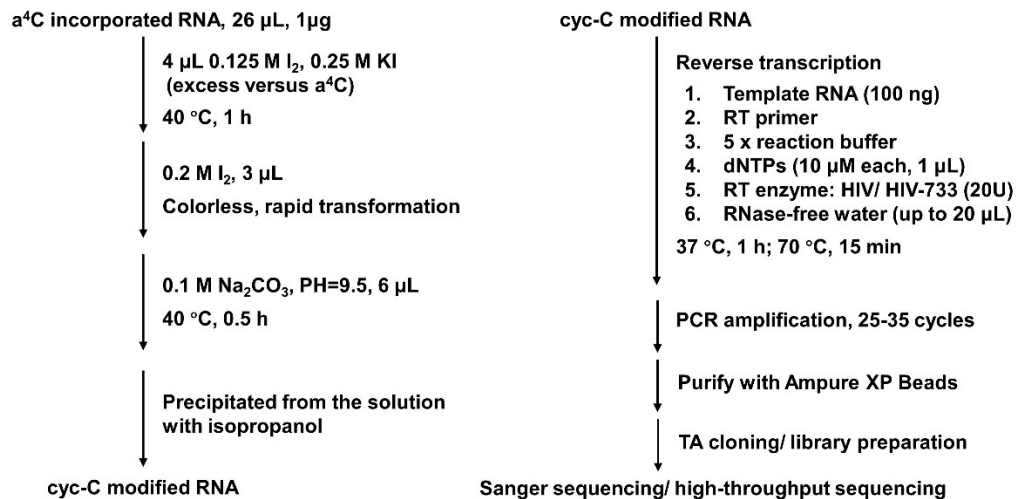 a⁴C incorporated RNA, 26 µL, 1µg
4 µL 0.125 M I₂, 0.25 M KI
(excess versus a⁴C)
40 °C, 1 h
0.2 M I₂, 3 µL
Colorless, rapid transformation
0.1 M Na₂CO₃, PH=9.5, 6 µL
40 °C, 0.5 h
Precipitated from the solution
with isopropanol
cyc-C modified RNA
cyc-C modified RNA
Reverse transcription
1. Template RNA (100 ng)
2. RT primer
3. 5 x reaction buffer
4. dNTPs (10 µM each, 1 µL)
5. RT enzyme: HIV/ HIV-733 (20U)
6. RNase-free water (up to 20 µL)
37 °C, 1 h; 70 °C, 15 min
PCR amplification, 25-35 cycles
Purify with Ampure XP Beads
TA cloning/ library preparation
Sanger sequencing/ high-throughput sequencing